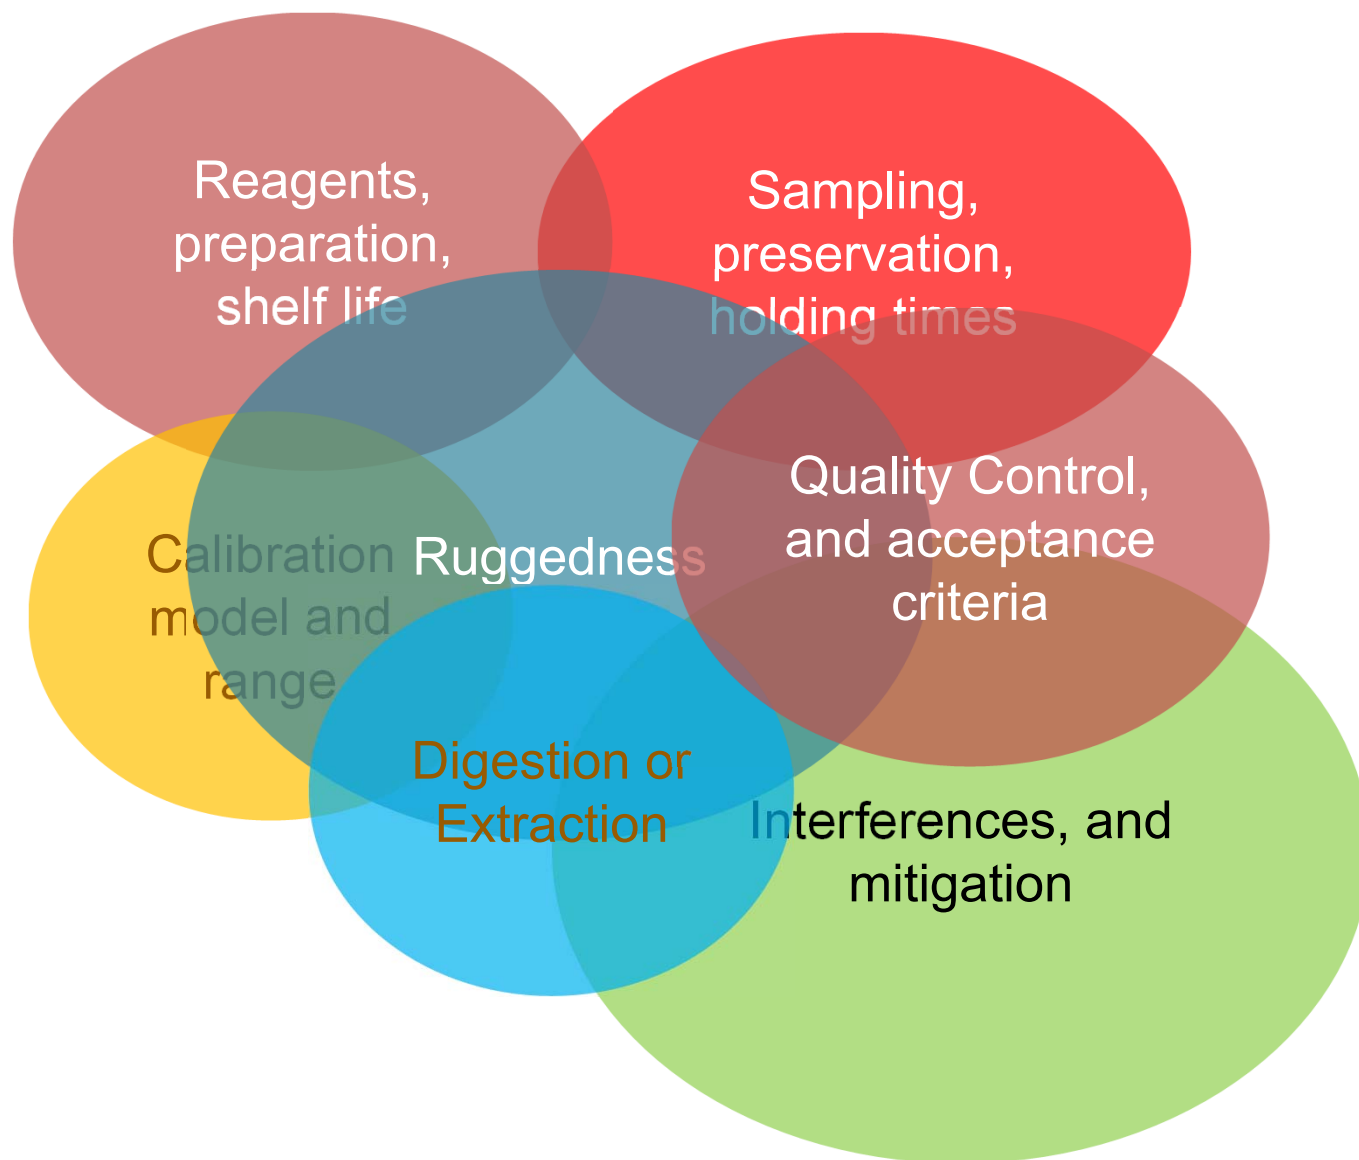 Reagents,
preparation,
shelf life
Sampling,
preservation,
holding times
Quality Control,
and acceptance
criteria
Calibration
model and
range
Ruggedness
Digestion or
Extraction
Interferences, and
mitigation